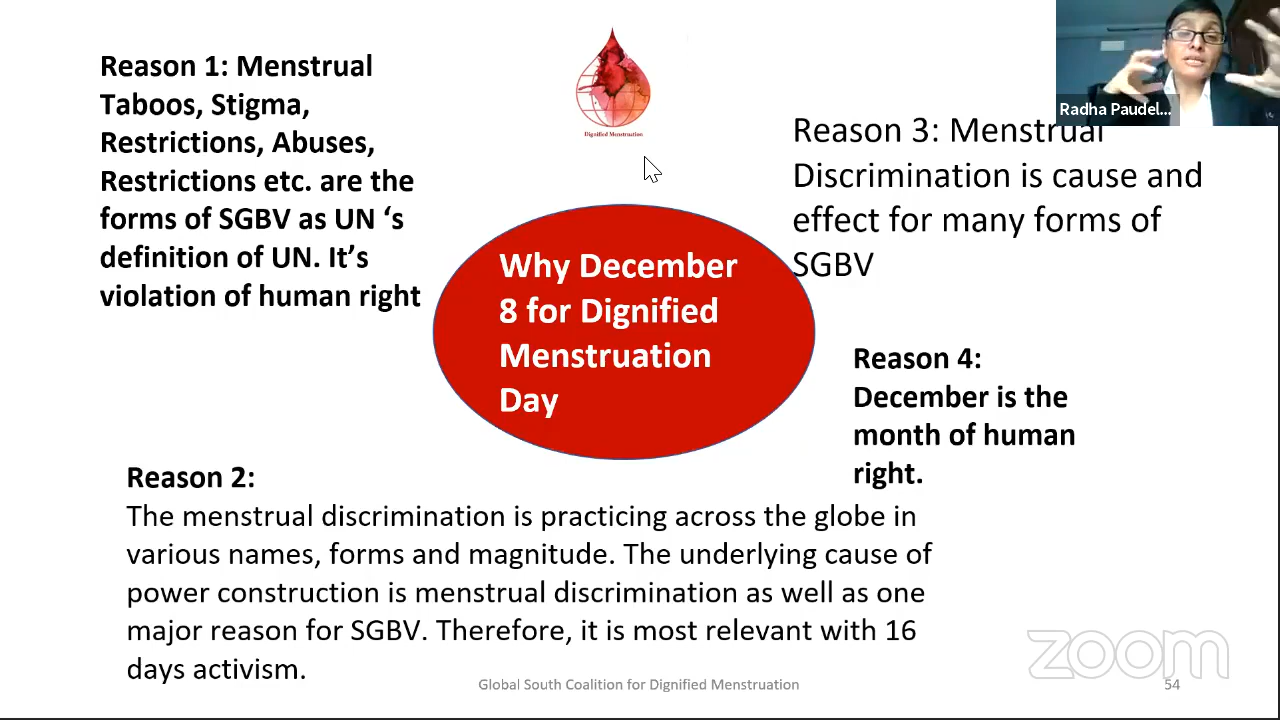 Reason 1: Menstrual
Taboos, Stigma,
Restrictions, Abuses,
Restrictions etc. are the
forms of SGBV as UN ‘s
definition of UN. It’s
violation of human right
Dignified Menstruation
Radha Paudel...
Reason 3: Menstrual
Discrimination is cause and
effect for many forms of
SGBV
Why December
8 for Dignified
Menstruation
Day
Reason 4:
December is the
month of human
right.
Reason 2:
The menstrual discrimination is practicing across the globe in
various names, forms and magnitude. The underlying cause of
power construction is menstrual discrimination as well as one
major reason for SGBV. Therefore, it is most relevant with 16
days activism.
zoom
Global South Coalition for Dignified Menstruation
54